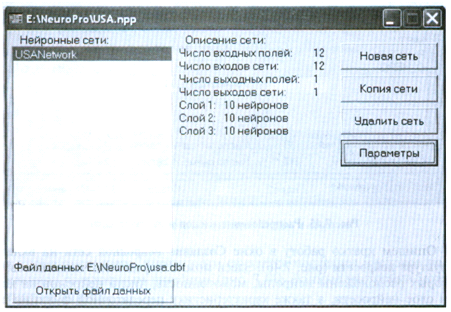 E:\NeuroPro\USA.npp
Нейронные сети:
USANetwork
Описание сети:
Число входных полей: 12
Число входов сети: 12
Число выходных полей: 1
Число выходов сети: 1
Слой 1: 10 нейронов
Слой 2: 10 нейронов
Слой 3: 10 нейронов
Новая сеть
Копия сети
Удалить сеть
Параметры
Файл данных: E:\NeuroPro\usa.dbf
Открыть файл данных